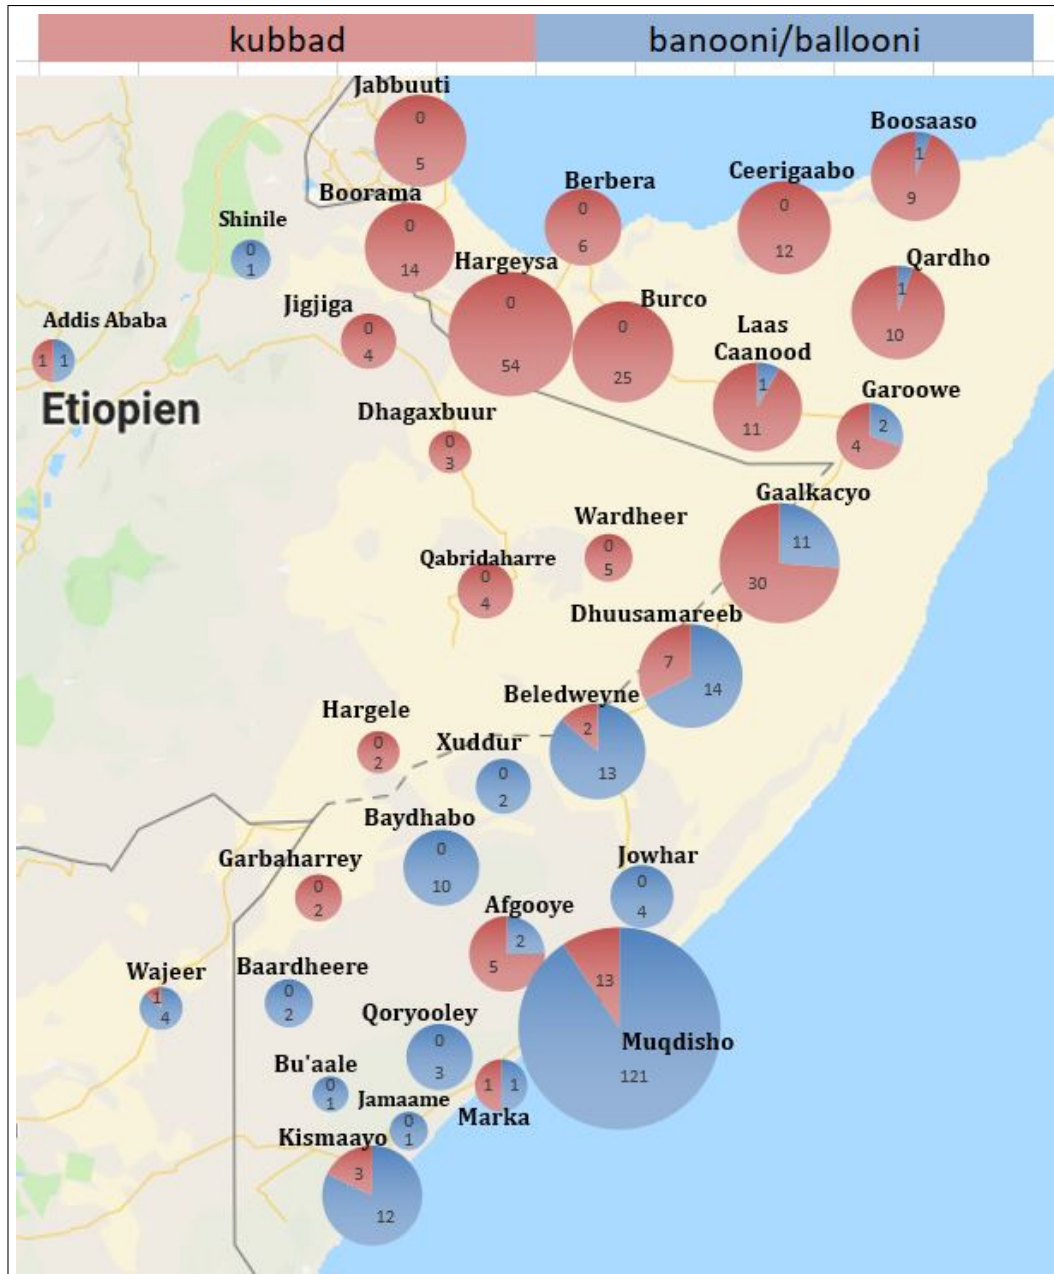 kubbad banooni/ballooni
Jabbuuti
0
5
Boosaaso
1
9
Boorama
0
14
Berbera
0
6
Ceerigaabo
0
12
Shinile
0
1
Hargeysa
0
54
Qardho
1
10
Jigjiga
0
4
Burco
0
25
Laas
Caanood
1
11
Addis Ababa
1 1
Etiopien
Garoowe
2
4
Dhagaxbuur
0
3
Gaalkacyo
11
30
Wardheer
0
5
Qabridaharre
0
4
Dhuusamareeb
7
14
Beledweyne
2
13
Hargele
0
2
Xuddur
0
2
Baydhabo
0
10
Jowhar
0
4
Garbaharrey
0
2
Afgooye
2
5
Muqdisho
13
121
Wajeer
1
4
Baardheere
0
2
Qoryooley
0
3
Bu'aale
0
1
Jamaame
0
1
Marka
1 1
Kismaayo
3
12